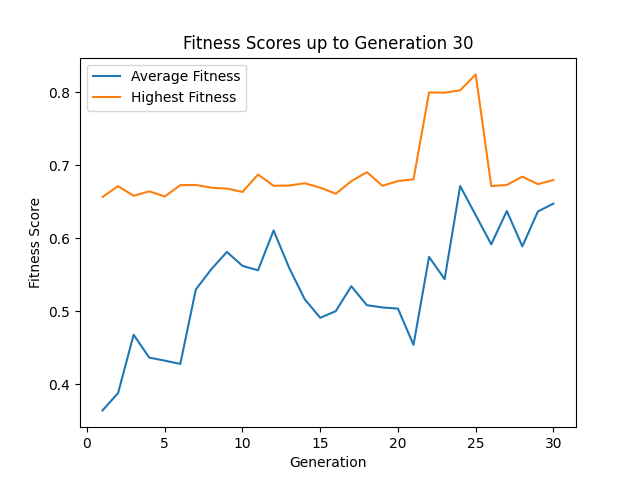 Fitness Scores up to Generation 30
Average Fitness
Highest Fitness
Fitness Score
0.8
0.7
0.6
0.5
0.4
0 5 10 15 20 25 30
Generation